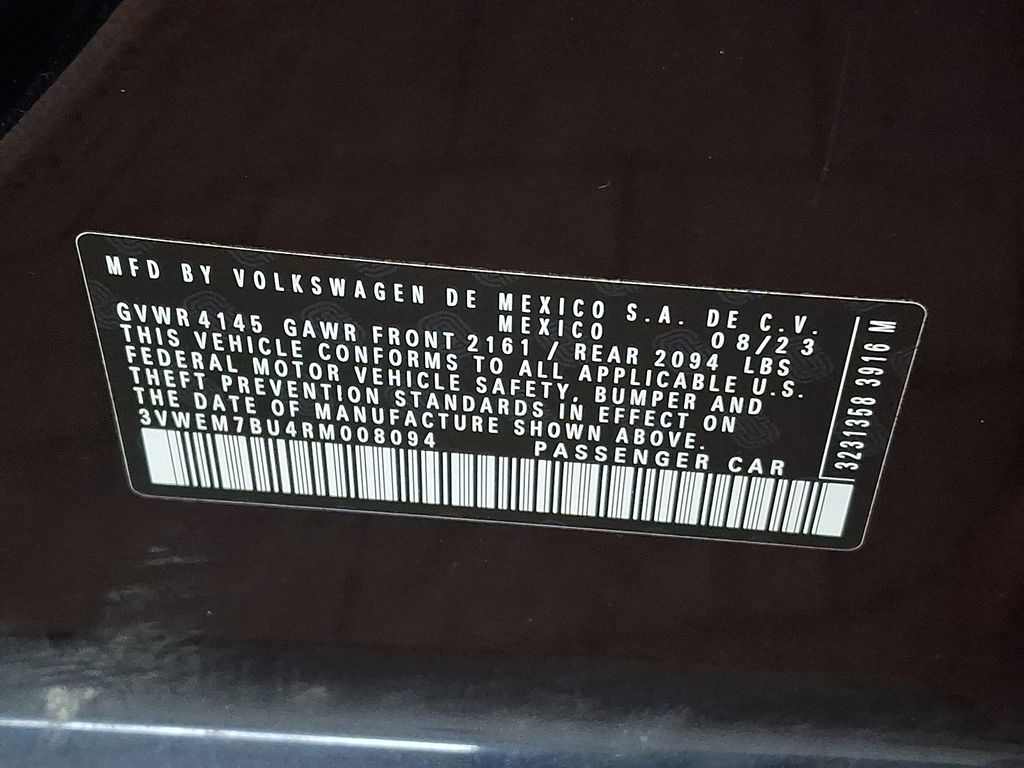 MFD BY VOLKSWAGEN DE MEXICO S.A. DE C.V.
MEXICO 08/23
GVWR 4145 GAWR FRONT 2161 / REAR 2094 LBS
THIS VEHICLE CONFORMS TO ALL APPLICABLE U.S.
FEDERAL MOTOR VEHICLE SAFETY, BUMPER AND
THEFT PREVENTION STANDARDS IN EFFECT ON
THE DATE OF MANUFACTURE SHOWN ABOVE.
3VWEM7BU4RM008094 PASSENGER CAR
3231358 3916 M